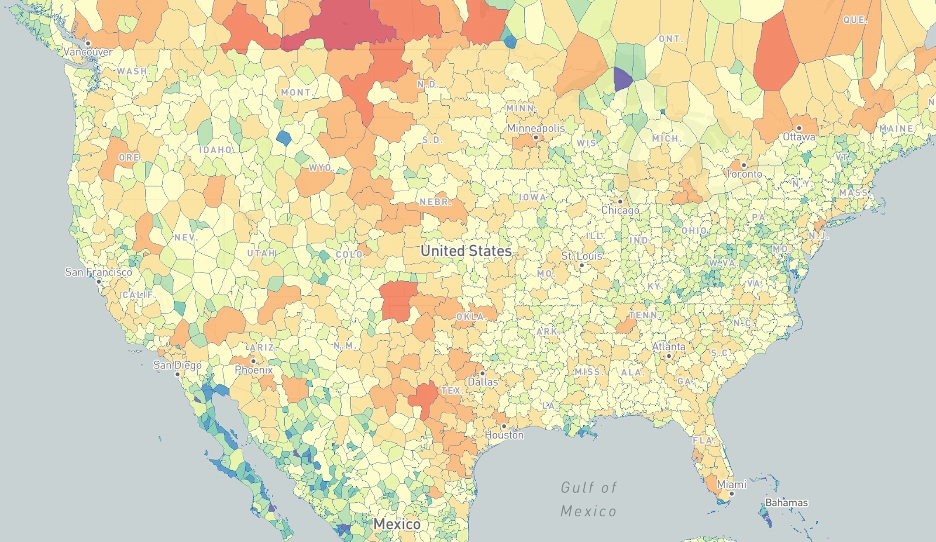 QUE.
ONT.
Vancouver
WASH.
MONT.
N.D.
MINN.
Minneapolis
Ottawa
MAINE
ORE.
IDAHO
S.D.
WIS.
MICH.
Toronto
VT.
WYO.
N.Y.
MASS.
NEBR.
IOWA
Chicago
PA.
NEV.
UTAH
COLO.
United States
ILL.
IND.
OHIO
N.J.
MD.
San Francisco
CALIF.
St. Louis
MO.
W.VA.
KY.
VA.
OKLA.
TENN.
N.C.
ARIZ.
N.M.
ARK.
Atlanta
S.C.
San Diego
Phoenix
Dallas
TEX.
MISS.
ALA.
GA.
LA.
Houston
FLA.
Gulf of
Mexico
Miami
Bahamas
Mexico